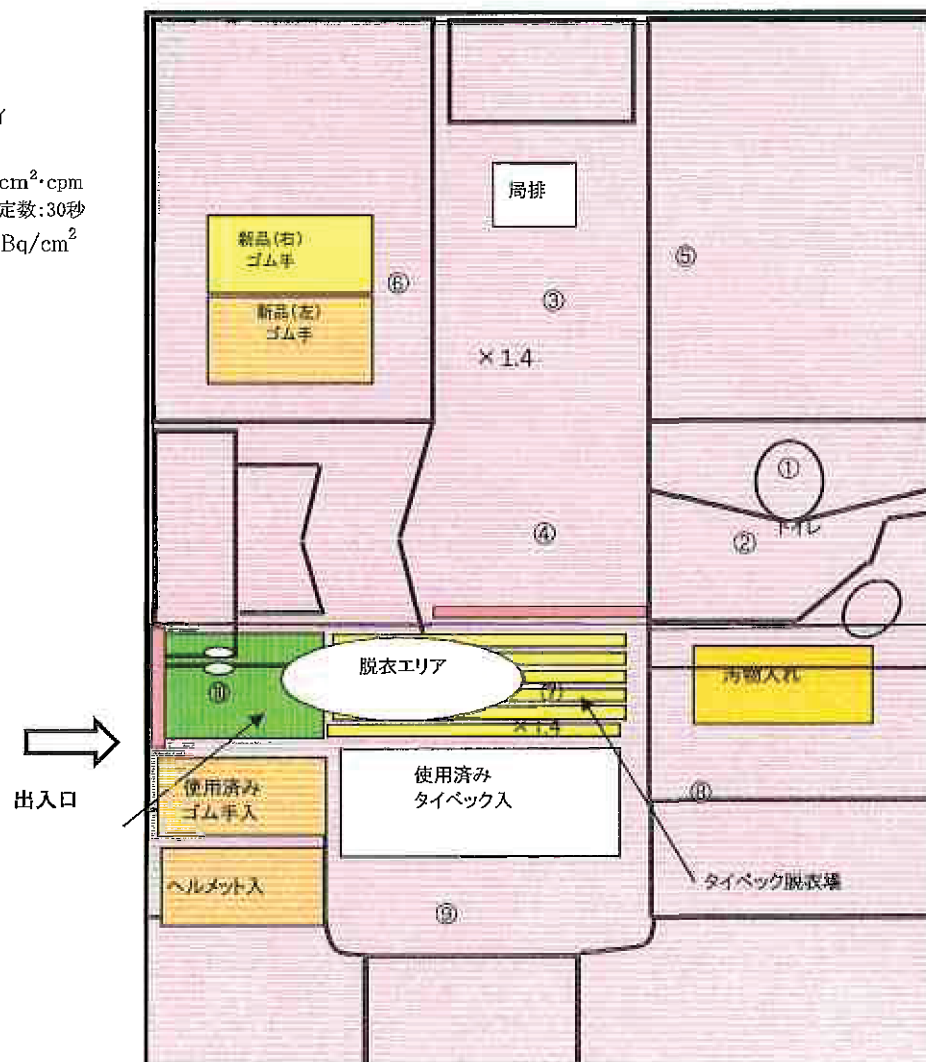 イ
cm²・cpm
定数:30秒
Bq/cm²
局排
新品(右)
ゴム手
⑥
⑤
③
新品(左)
ゴム手
× 1.4
①
トイレ
④
②
脱衣エリア
汚物入れ
⑩
(7)
× 1.4
使用済み
タイベック入
使用済み
ゴム手入
⑧
出入口
ヘルメット入
タイベック脱衣場
⑨